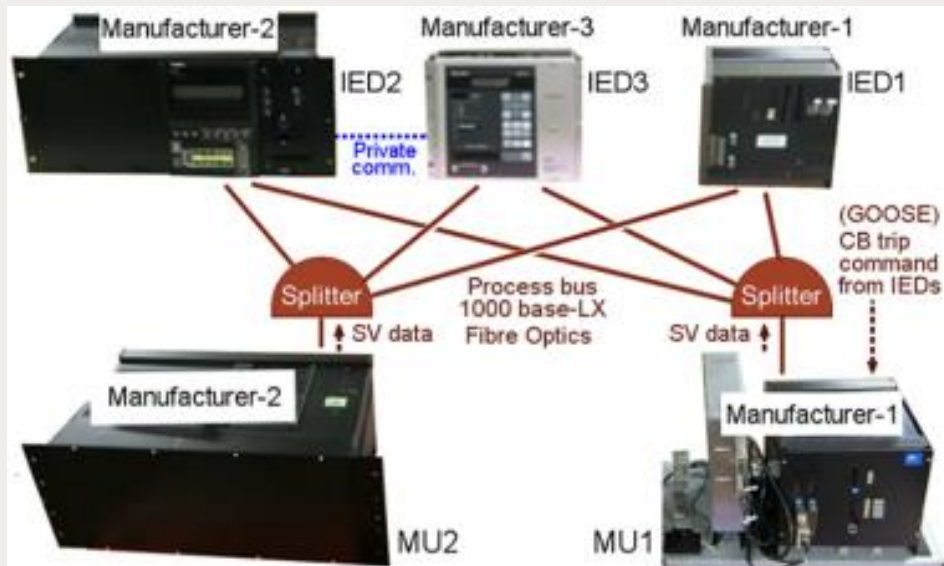 Manufacturer-2
Manufacturer-3
Manufacturer-1
IED2
IED3
IED1
Private
comm.
(GOOSE)
CB trip
command
from IEDs
Splitter
Process bus
1000 base-LX
Fibre Optics
Splitter
SV data
SV data
Manufacturer-2
Manufacturer-1
MU2
MU1